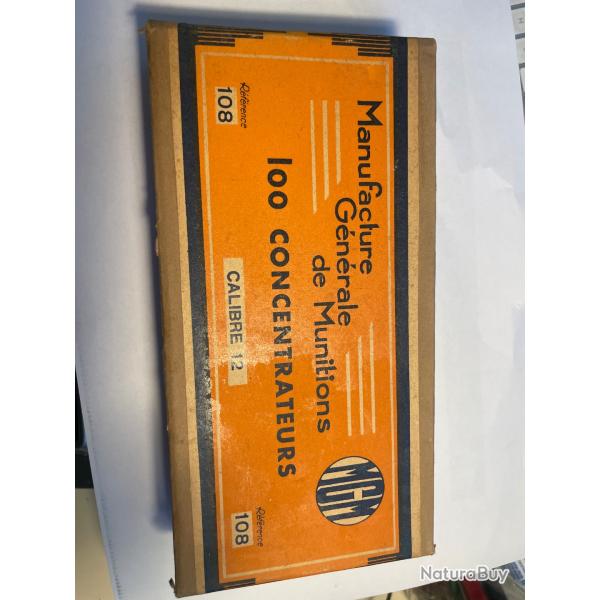 Manufacture
Générale
de Munitions
MGM
100 CONCENTRATEURS
CALIBRE 12
Référence
108
Référence
108
NaturaBuy